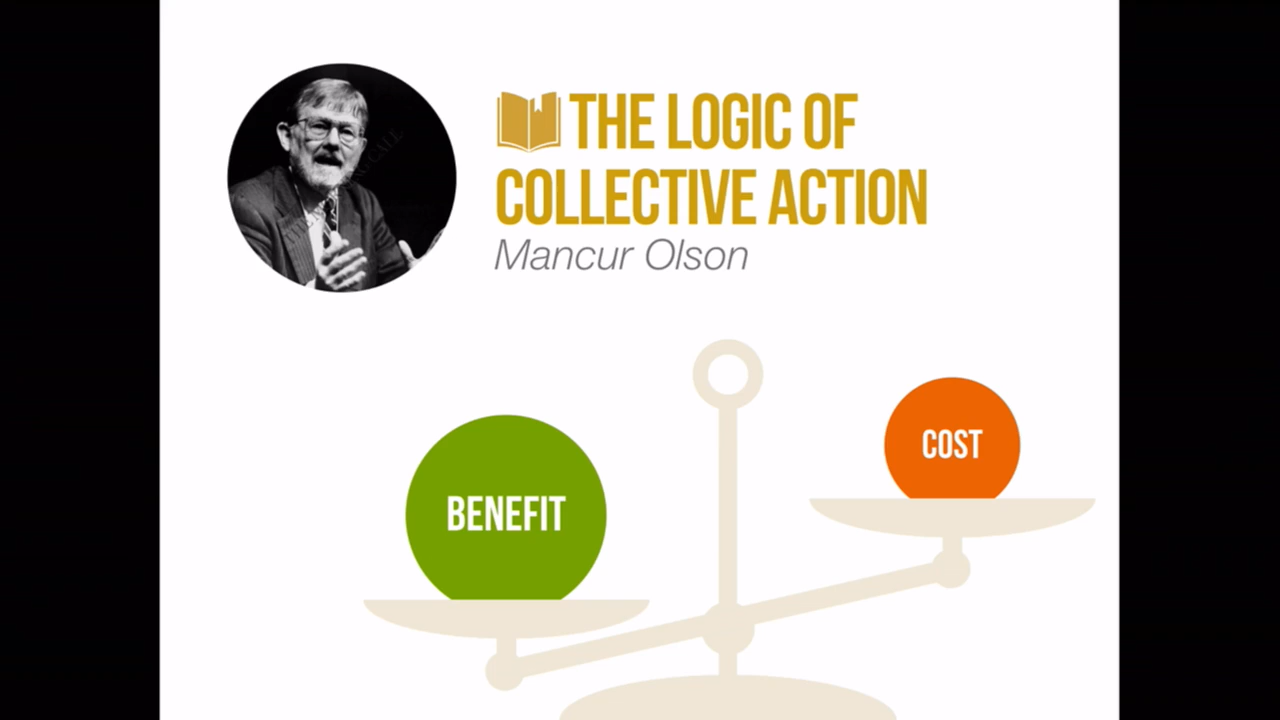 THE LOGIC OF
COLLECTIVE ACTION
Mancur Olson
COST
BENEFIT